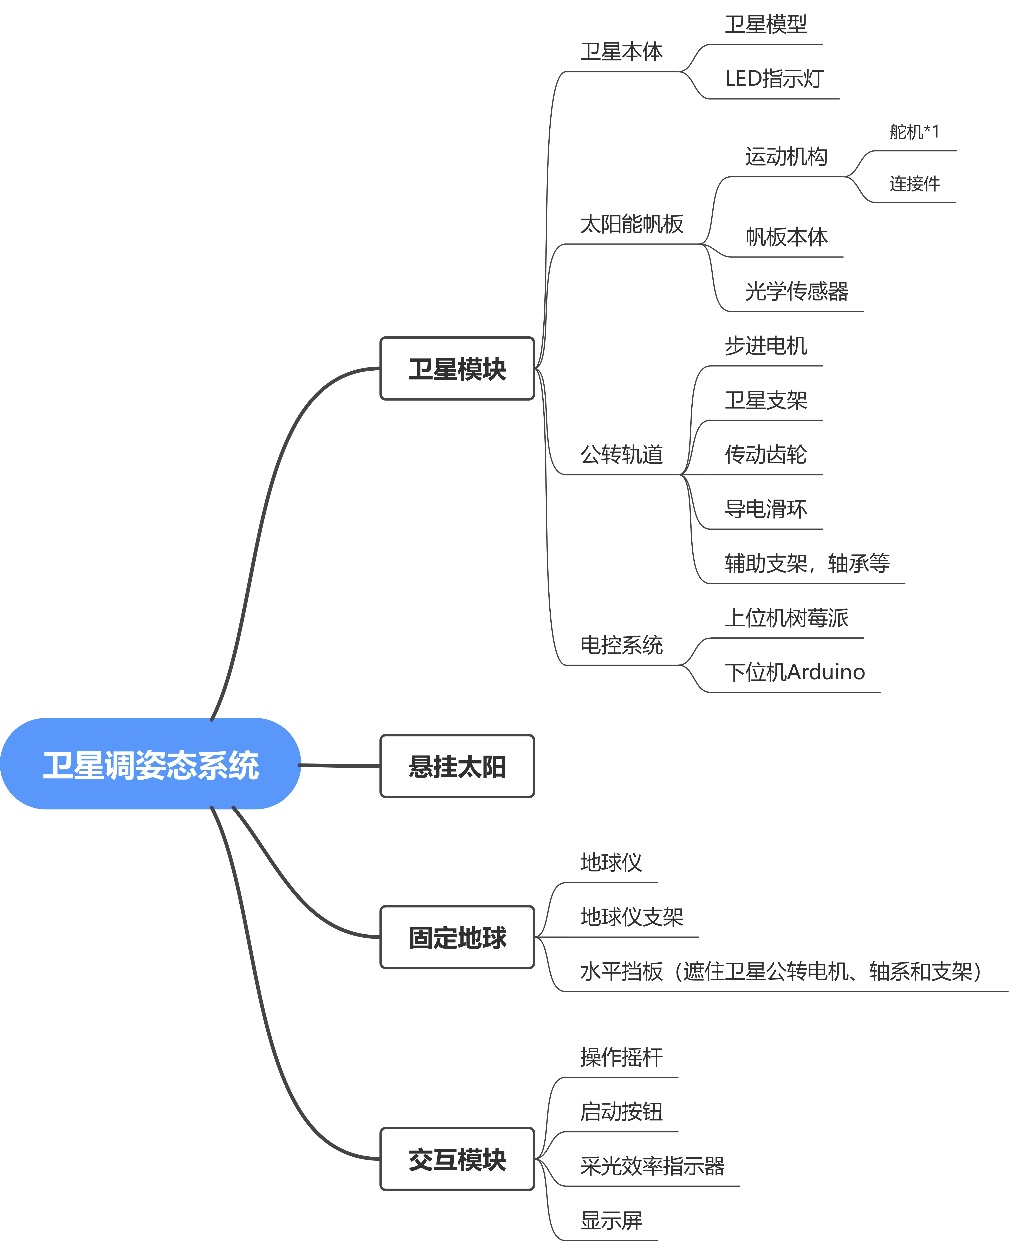 卫星调姿态系统
卫星模块
卫星本体
卫星模型
LED指示灯
太阳能帆板
运动机构
舵机*1
连接件
帆板本体
光学传感器
公转轨道
步进电机
卫星支架
传动齿轮
导电滑环
辅助支架，轴承等
电控系统
上位机树莓派
下位机Arduino
悬挂太阳
固定地球
地球仪
地球仪支架
水平挡板（遮住卫星公转电机、轴系和支架）
交互模块
操作摇杆
启动按钮
采光效率指示器
显示屏